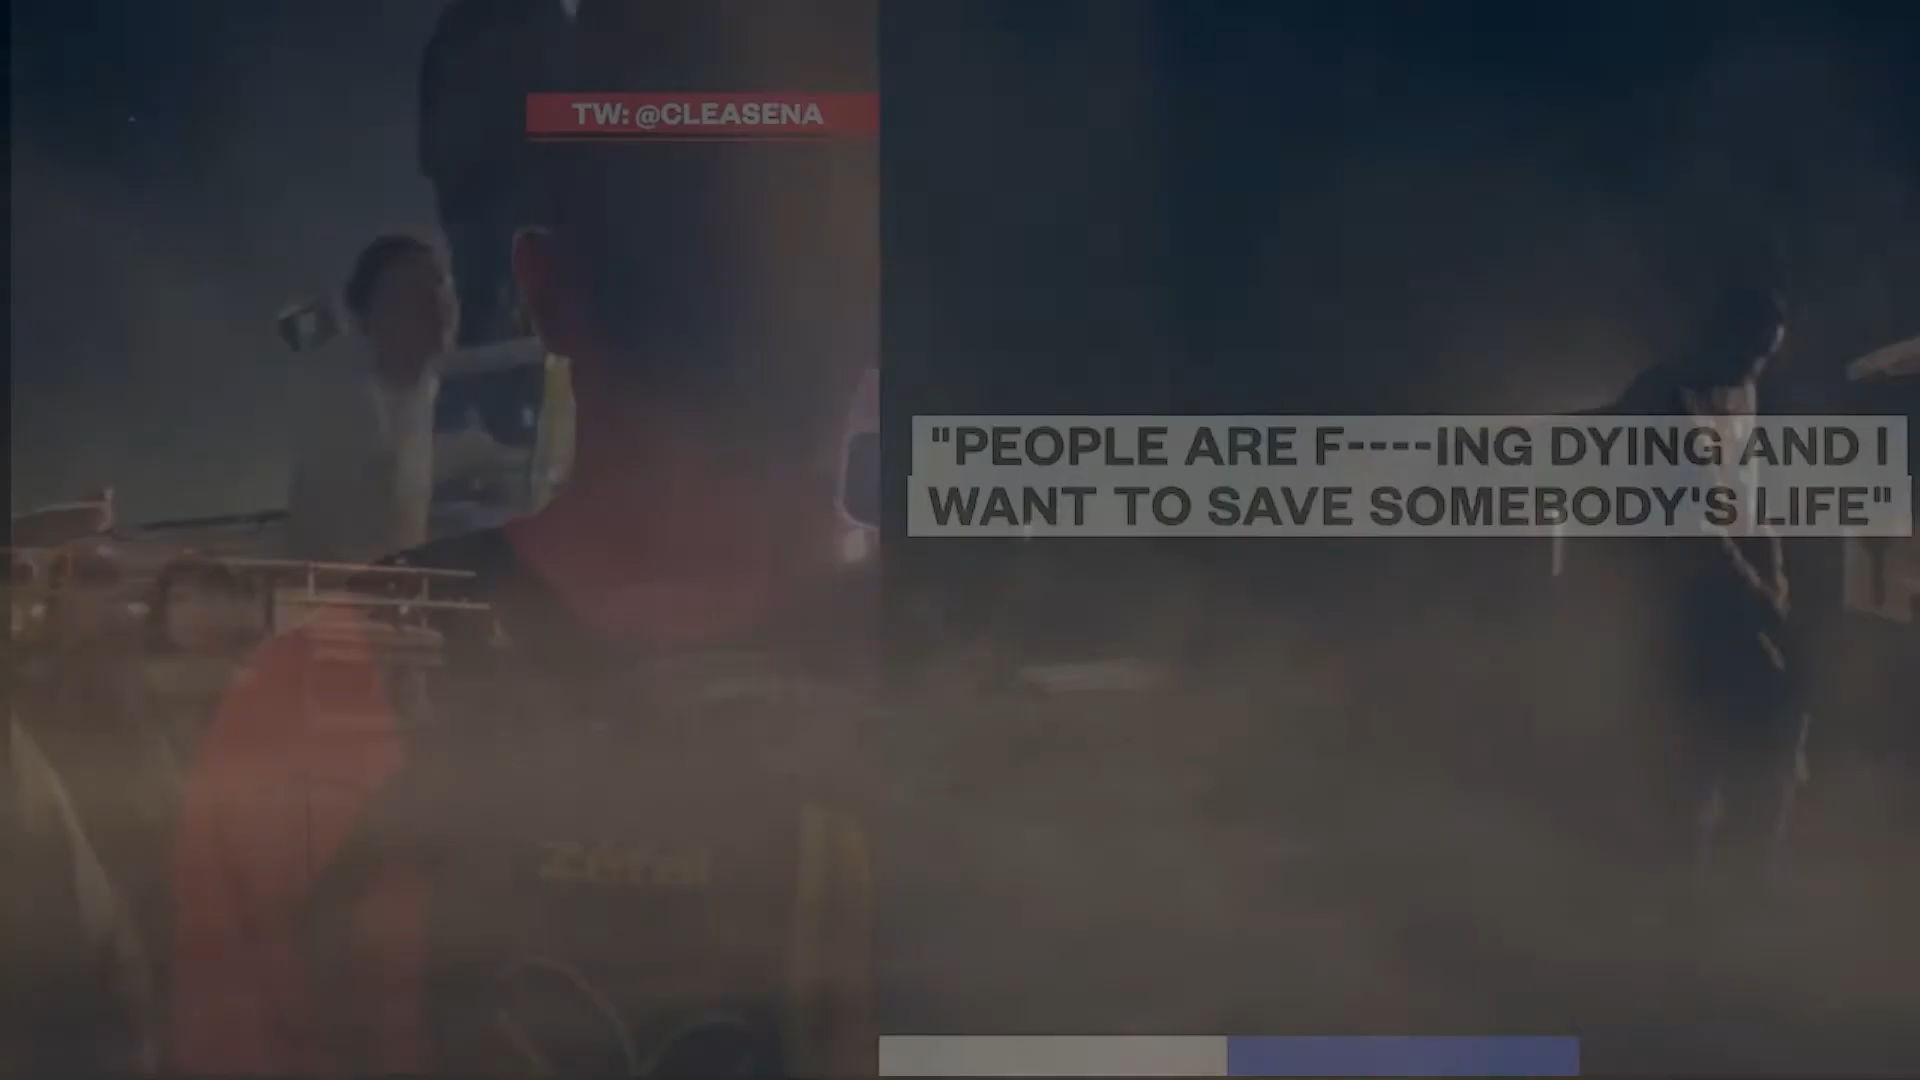 TW: @CLEASENA
"PEOPLE ARE F----ING DYING AND I
WANT TO SAVE SOMEBODY'S LIFE"